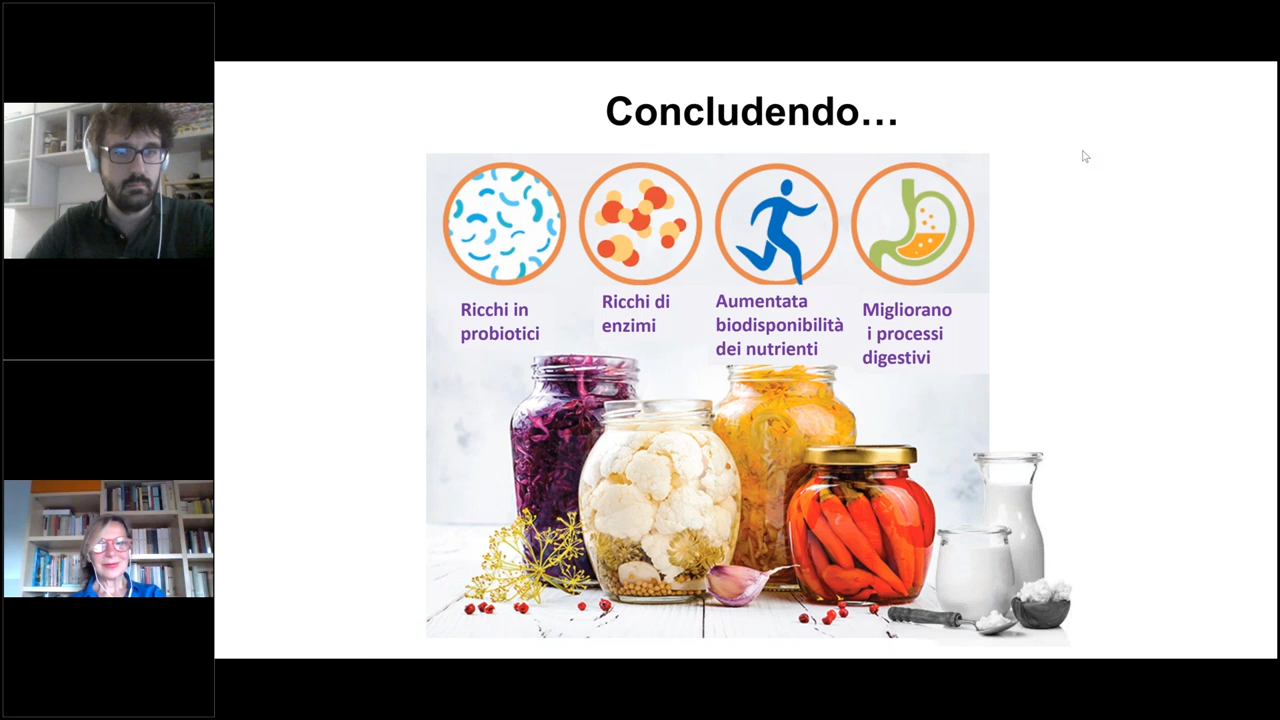 Concludendo…
Ricchi in
probiotici
Ricchi di
enzimi
Aumentata
biodisponibilità
dei nutrienti
Migliorano
i processi
digestivi